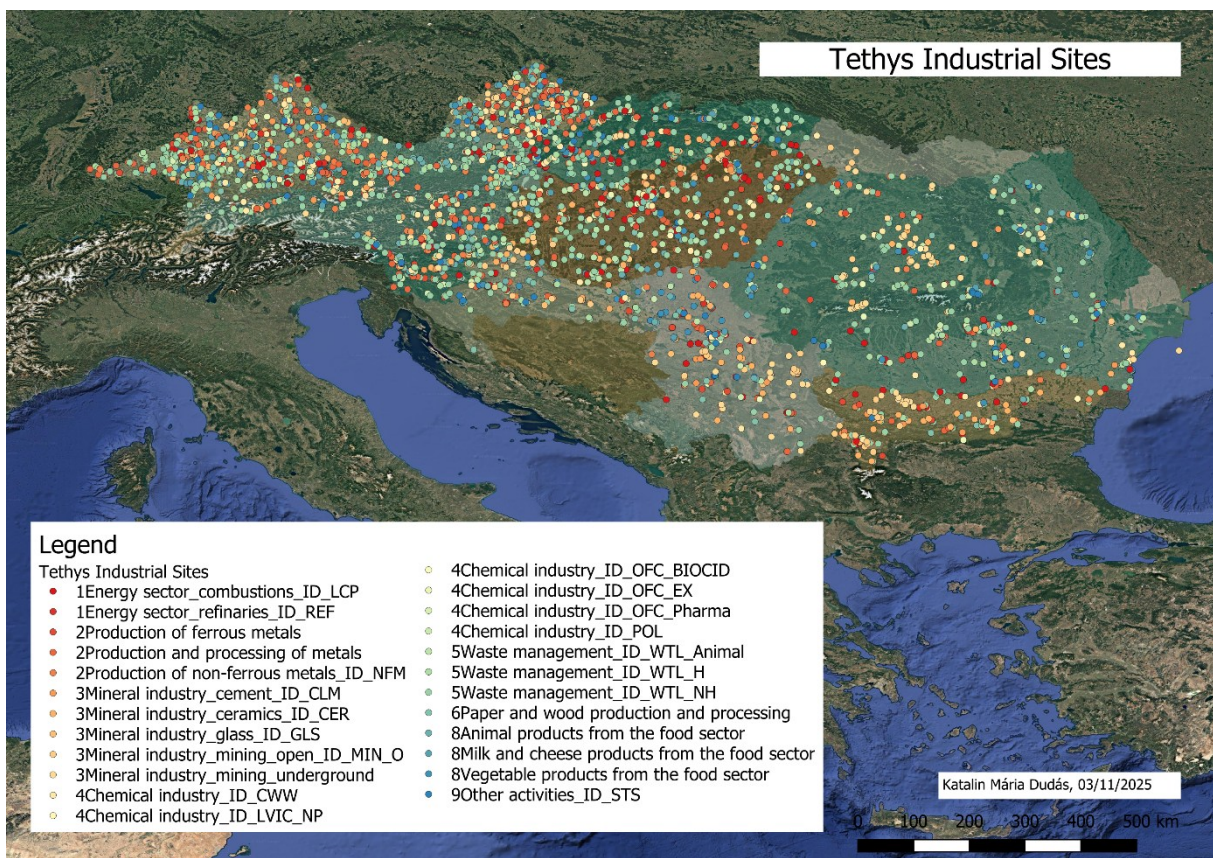 Tethys Industrial Sites
Legend
Tethys Industrial Sites
1Energy sector_combustions_ID_LCP
1Energy sector_refinaries_ID_REF
2Production of ferrous metals
2Production and processing of metals
2Production of non-ferrous metals_ID_NFM
3Mineral industry_cement_ID_CLM
3Mineral industry_ceramics_ID_CER
3Mineral industry_glass_ID_GLS
3Mineral industry_mining_open_ID_MIN_O
3Mineral industry_mining_underground
4Chemical industry_ID_CWW
4Chemical industry_ID_LVIC_NP
4Chemical industry_ID_OFC_BIOCID
4Chemical industry_ID_OFC_EX
4Chemical industry_ID_OFC_Pharma
4Chemical industry_ID_POL
5Waste management_ID_WTL_Animal
5Waste management_ID_WTL_H
5Waste management_ID_WTL_NH
6Paper and wood production and processing
8Animal products from the food sector
8Milk and cheese products from the food sector
8Vegetable products from the food sector
9Other activities_ID_STS
Katalin Mária Dudás, 03/11/2025
0 100 200 300 400 500 km